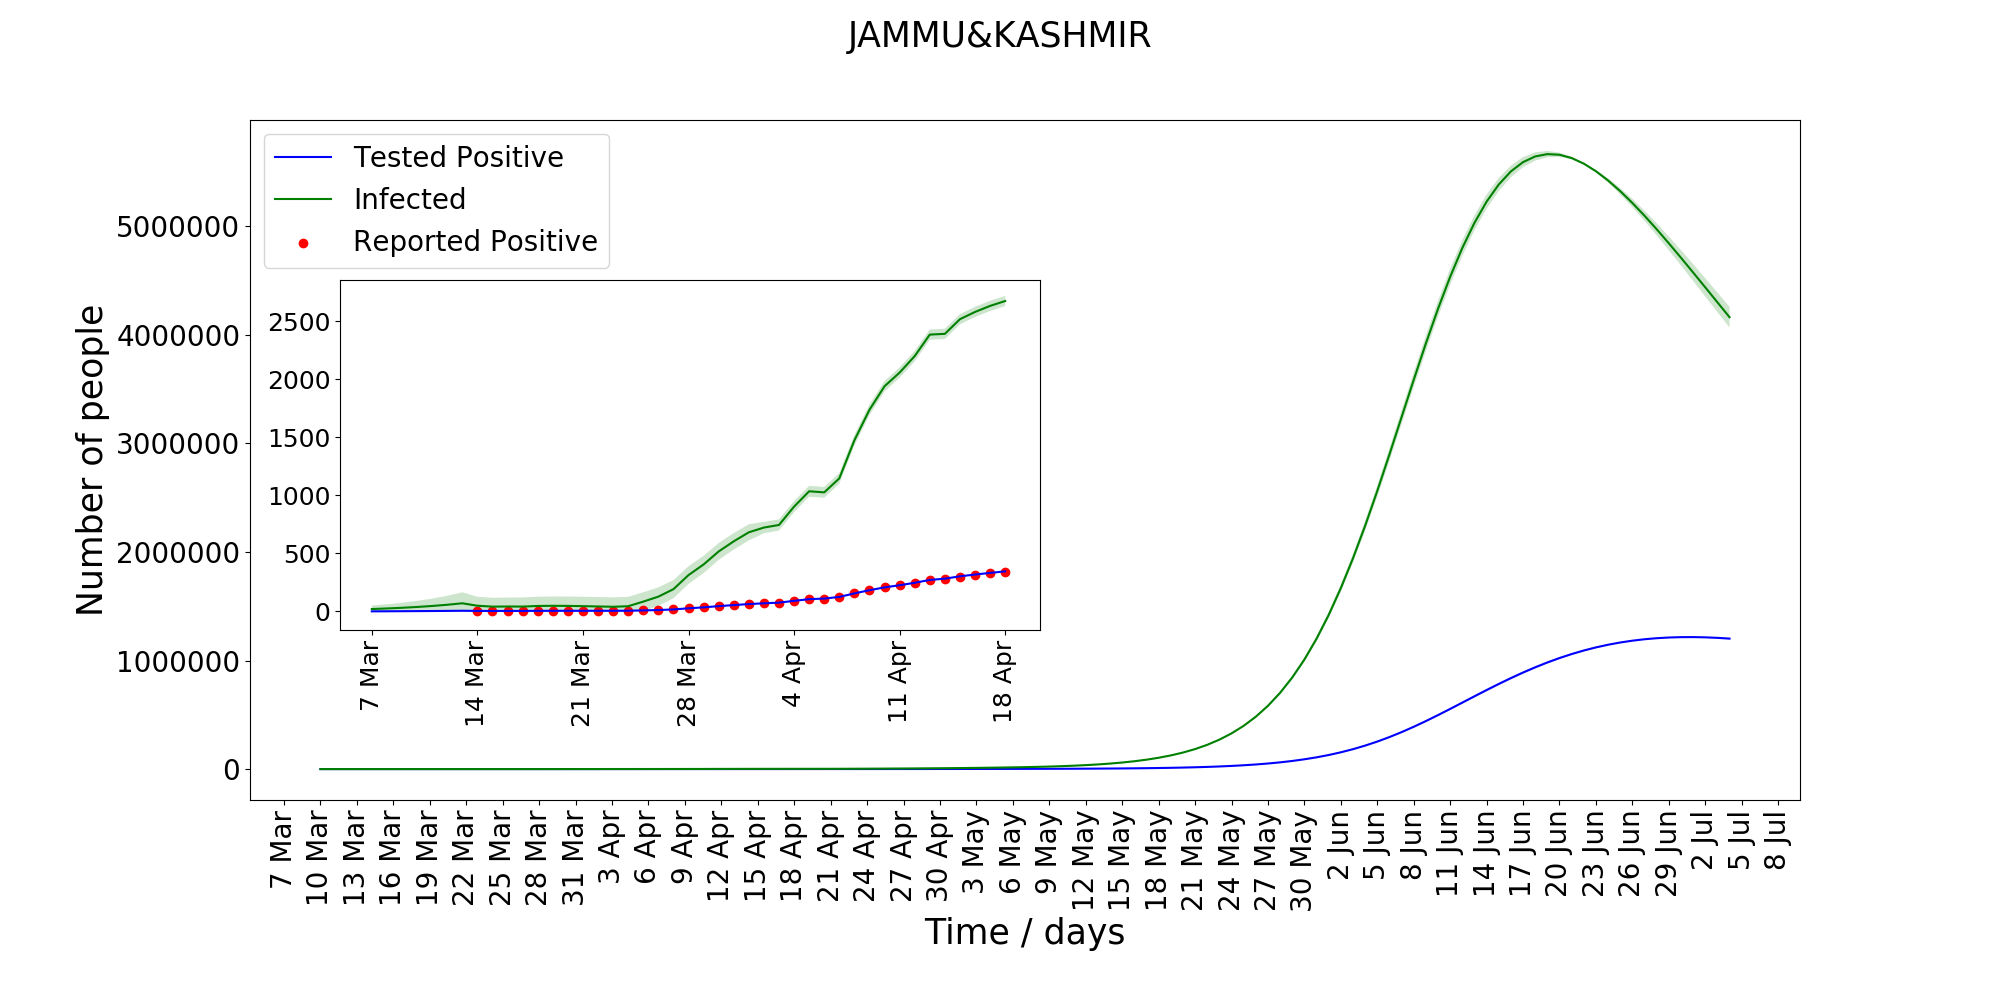 JAMMU&KASHMIR
Tested Positive
Infected
Reported Positive
Number of people
5000000
4000000
3000000
2000000
1000000
0
2500
2000
1500
1000
500
0
7 Mar
14 Mar
21 Mar
28 Mar
4 Apr
11 Apr
18 Apr
7 Mar
10 Mar
13 Mar
16 Mar
19 Mar
22 Mar
25 Mar
28 Mar
31 Mar
3 Apr
6 Apr
9 Apr
12 Apr
15 Apr
18 Apr
21 Apr
24 Apr
27 Apr
30 Apr
3 May
6 May
9 May
12 May
15 May
18 May
21 May
24 May
27 May
30 May
2 Jun
5 Jun
8 Jun
11 Jun
14 Jun
17 Jun
20 Jun
23 Jun
26 Jun
29 Jun
2 Jul
5 Jul
8 Jul
Time / days